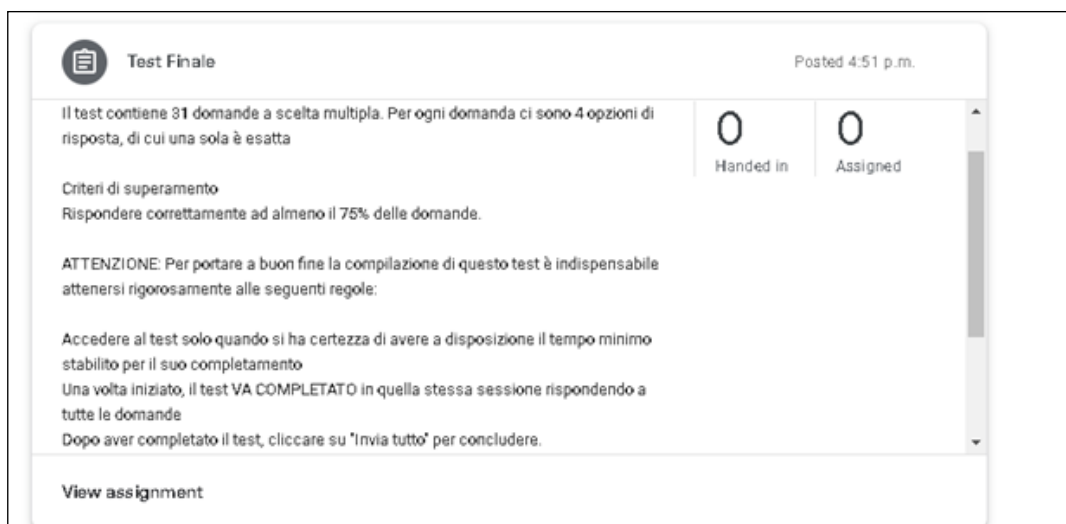 Test Finale
Posted 4:51 p.m.
Il test contiene 31 domande a scelta multipla. Per ogni domanda ci sono 4 opzioni di
risposta, di cui una sola è esatta
0
Handed in
0
Assigned
Criteri di superamento
Rispondere correttamente ad almeno il 75% delle domande.
ATTENZIONE: Per portare a buon fine la compilazione di questo test è indispensabile
attenersi rigorosamente alle seguenti regole:
Accedere al test solo quando si ha certezza di avere a disposizione il tempo minimo
stabilito per il suo completamento
Una volta iniziato, il test VA COMPLETATO in quella stessa sessione rispondendo a
tutte le domande
Dopo aver completato il test, cliccare su "Invia tutto" per concludere.
View assignment